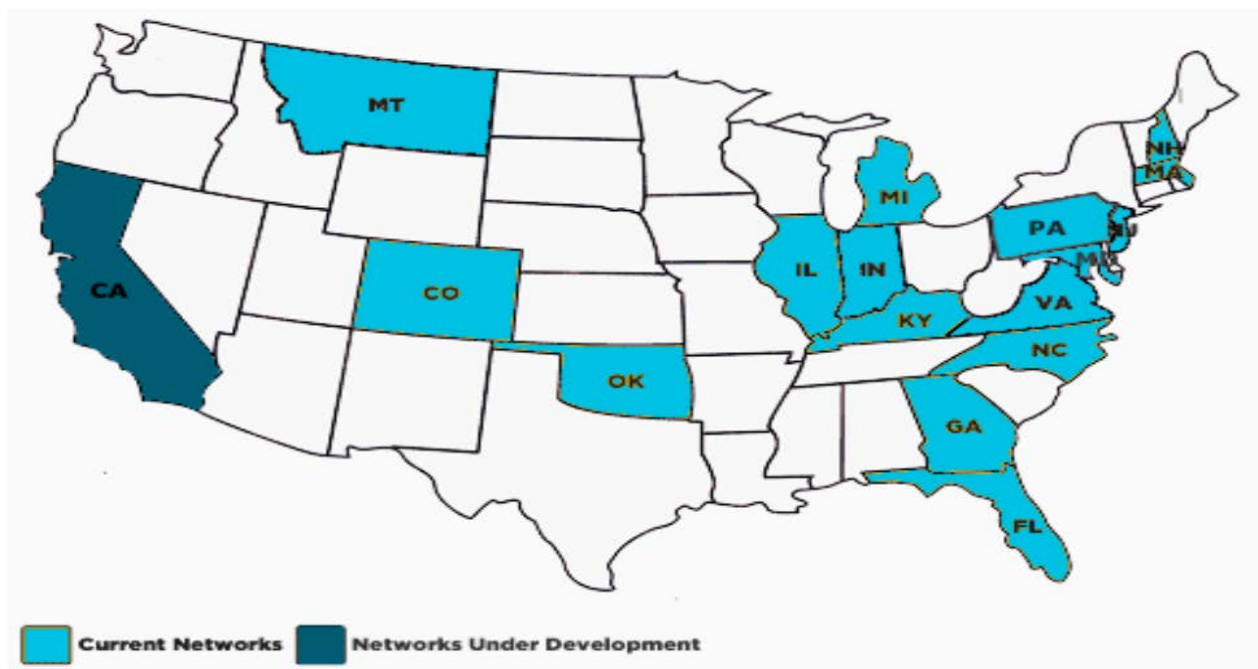 MT
NH
MA
MI
PA
NJ
IL
IN
MD
CA
CO
KY
VA
NC
OK
GA
FL
Current Networks
Networks Under Development